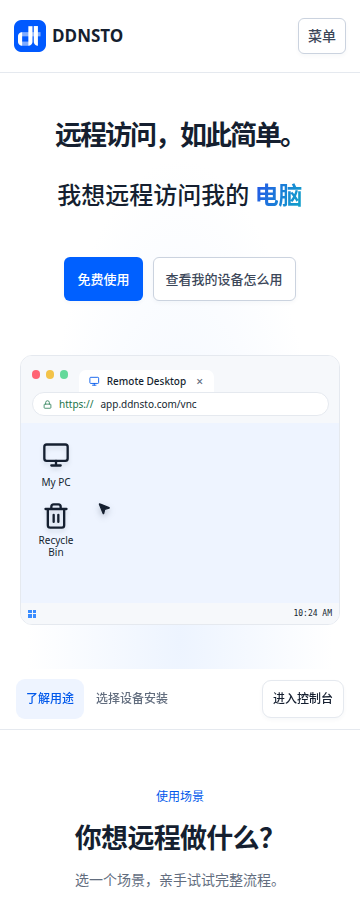 DDNSTO
菜单
远程访问，如此简单。
我想远程访问我的 电脑
免费使用
查看我的设备怎么用
Remote Desktop ×
https:// app.ddnsto.com/vnc
My PC
Recycle
Bin
10:24 AM
了解用途
选择设备安装
进入控制台
使用场景
你想远程做什么？
选一个场景，亲手试试完整流程。